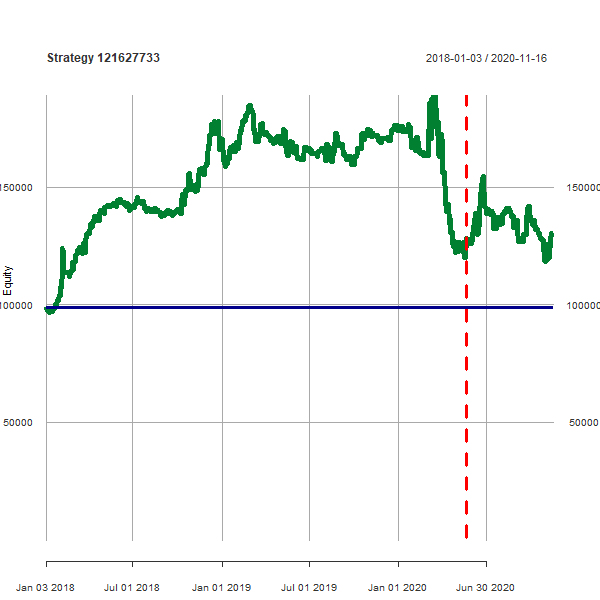 Strategy 121627733
2018-01-03 / 2020-11-16
150000
150000
Equity
100000
100000
50000
50000
Jan 03 2018
Jul 01 2018
Jan 01 2019
Jul 01 2019
Jan 01 2020
Jun 30 2020